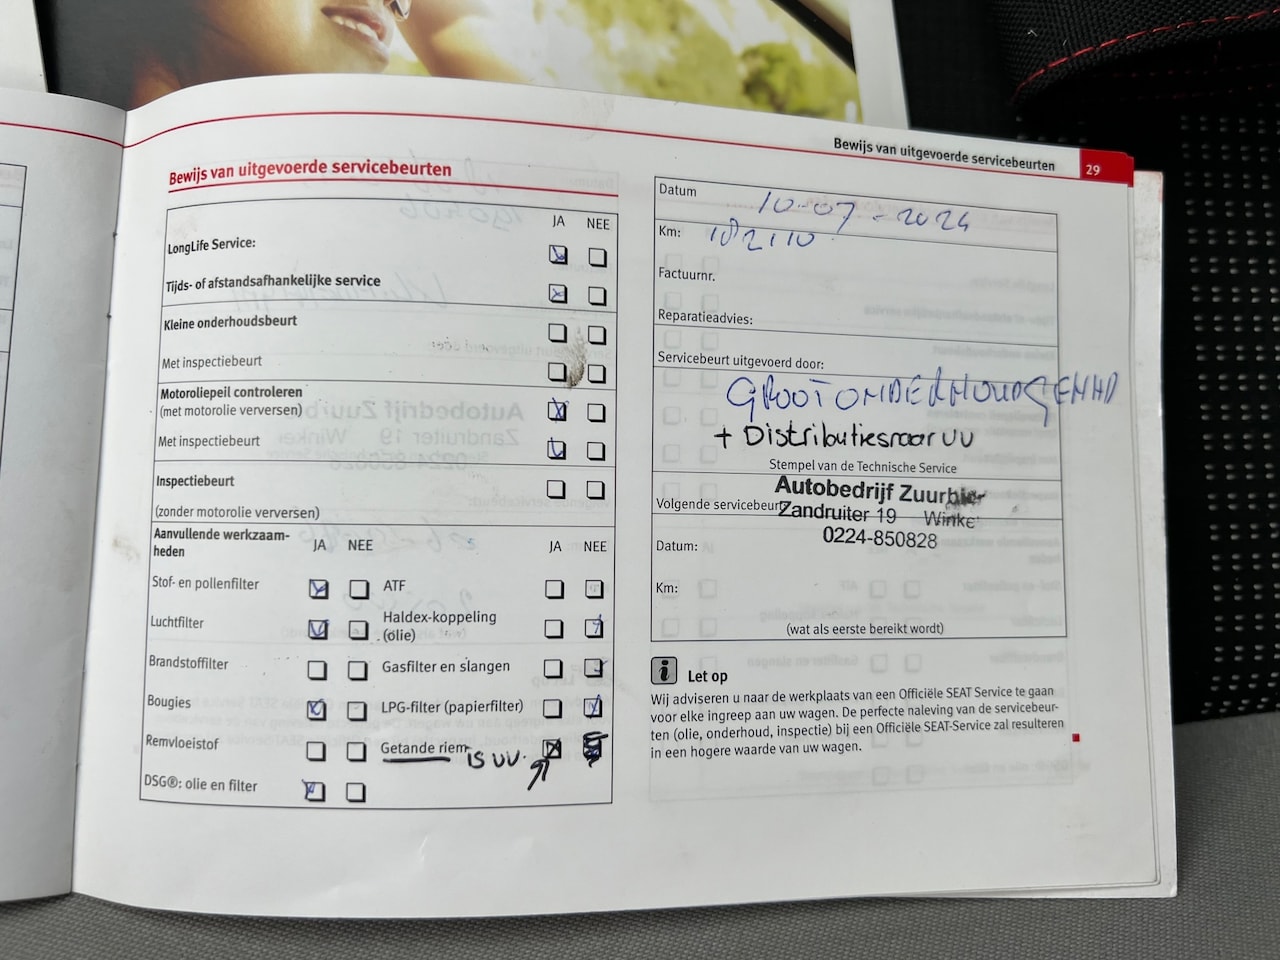 Bewijs van uitgevoerde servicebeurten
29
Bewijs van uitgevoerde servicebeurten
JA NEE
LongLife Service:
Tijds- of afstandsafhankelijke service
Kleine onderhoudsbeurt
Met inspectiebeurt
Motoroliepeil controleren
(met motorolie verversen)
Met inspectiebeurt
Inspectiebeurt
(zonder motorolie verversen)
Aanvullende werkzaam-
heden
JA NEE
JA NEE
Stof- en pollenfilter
ATF
Luchtfilter
Haldex-koppeling
(olie)
Brandstoffilter
Gasfilter en slangen
Bougies
LPG-filter (papierfilter)
Remvloeistof
Getande riem is vv.
DSG®: olie en filter
Datum 10-07-2024
Km: 182110
Factuurnr.
Reparatieadvies:
Servicebeurt uitgevoerd door:
GROOT ONDERHOUD GEHAD
+ Distributiesnaar vv
Stempel van de Technische Service
Autobedrijf Zuurbier
Volgende servicebeurt
Zandruiter 19 Winkel
0224-850828
Datum:
Km:
(wat als eerste bereikt wordt)
Let op
Wij adviseren u naar de werkplaats van een Officiële SEAT Service te gaan
voor elke ingreep aan uw wagen. De perfecte naleving van de servicebeur-
ten (olie, onderhoud, inspectie) bij een Officiële SEAT-Service zal resulteren
in een hogere waarde van uw wagen.